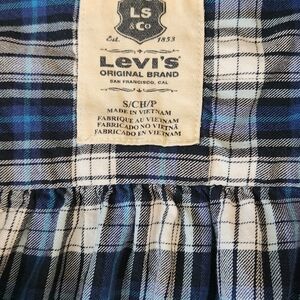 LS
& Co
Est. 1853
LEVI'S
ORIGINAL BRAND
SAN FRANCISCO, CAL.
S/CH/P
MADE IN VIETNAM
FABRIQUE AU VIETNAM
FABRICADO NO VIETNÃ
FABRICADO EN VIETNAM